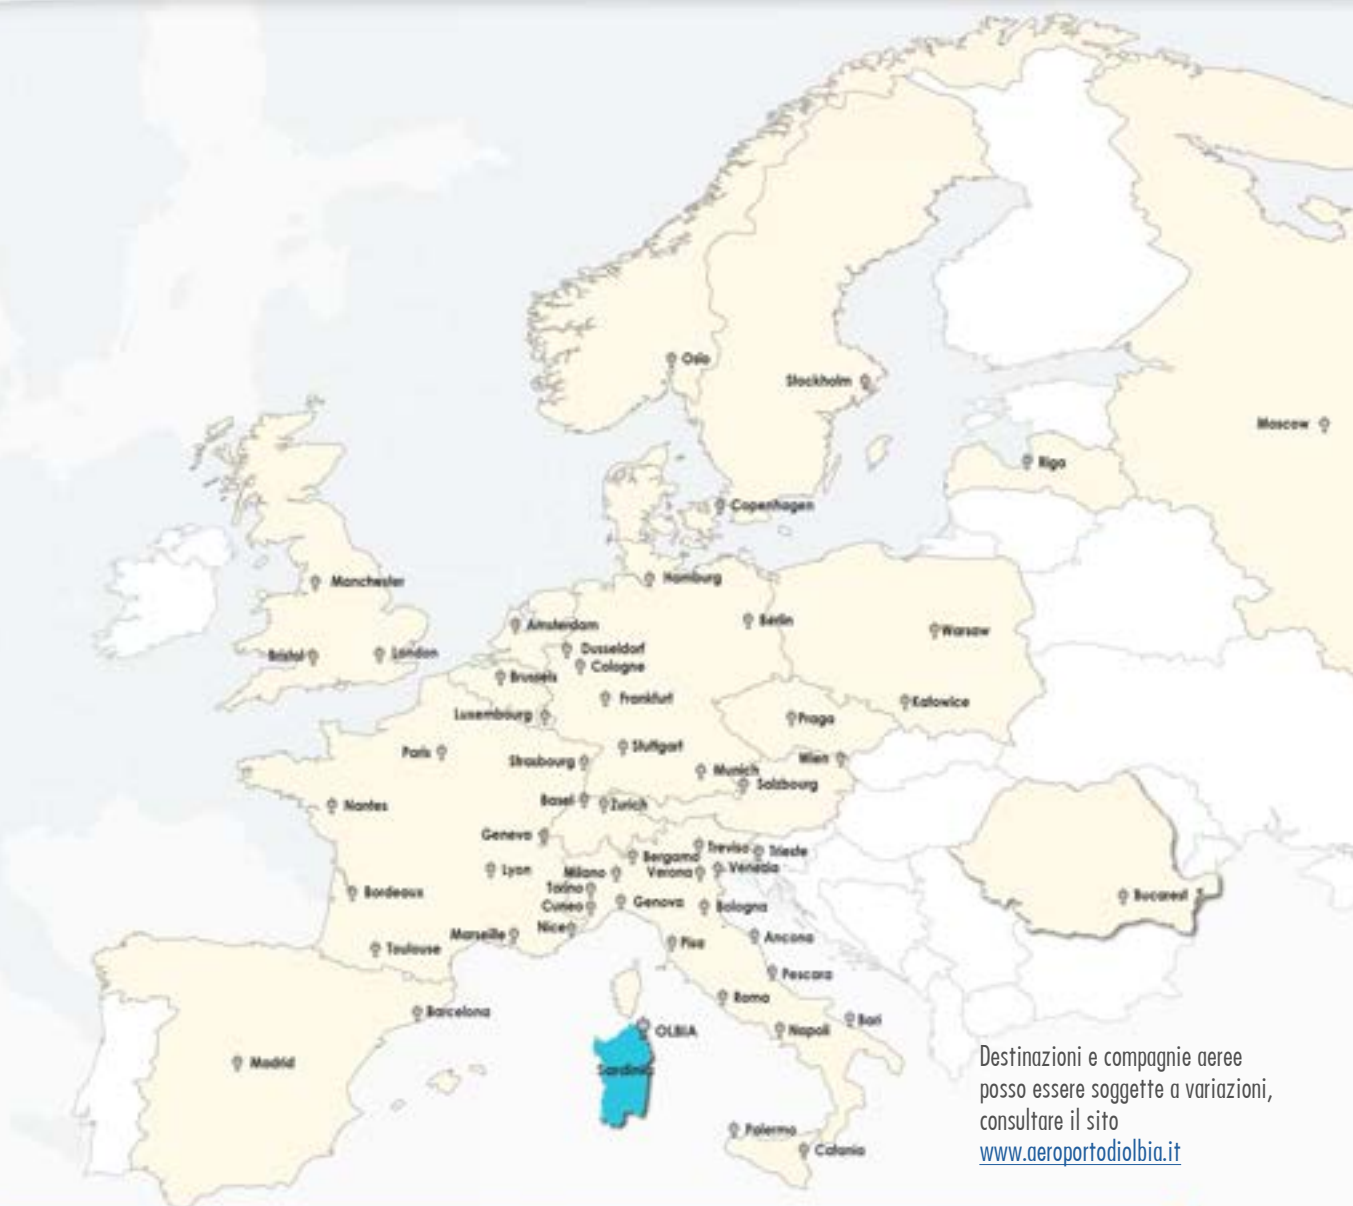 Oslo
Stockholm
Moscow
Riga
Copenhagen
Manchester
Hamburg
Amsterdam
Berlin
Warsaw
Bristol
London
Dusseldorf
Cologne
Brussels
Frankfurt
Katowice
Luxembourg
Praga
Paris
Stuttgart
Strasbourg
Wien
Munich
Salzbourg
Nantes
Basel
Zurich
Geneva
Treviso
Trieste
Bergamo
Lyon
Milano
Verona
Venezia
Torino
Bordeaux
Cuneo
Genova
Bologna
Bucarest
Marseille
Nice
Toulouse
Pisa
Ancona
Pescara
Roma
Barcelona
Bari
OLBIA
Napoli
Madrid
Sardinia
Palermo
Catania
Destinazioni e compagnie aeree
posso essere soggette a variazioni,
consultare il sito
www.aeroportodiolbia.it